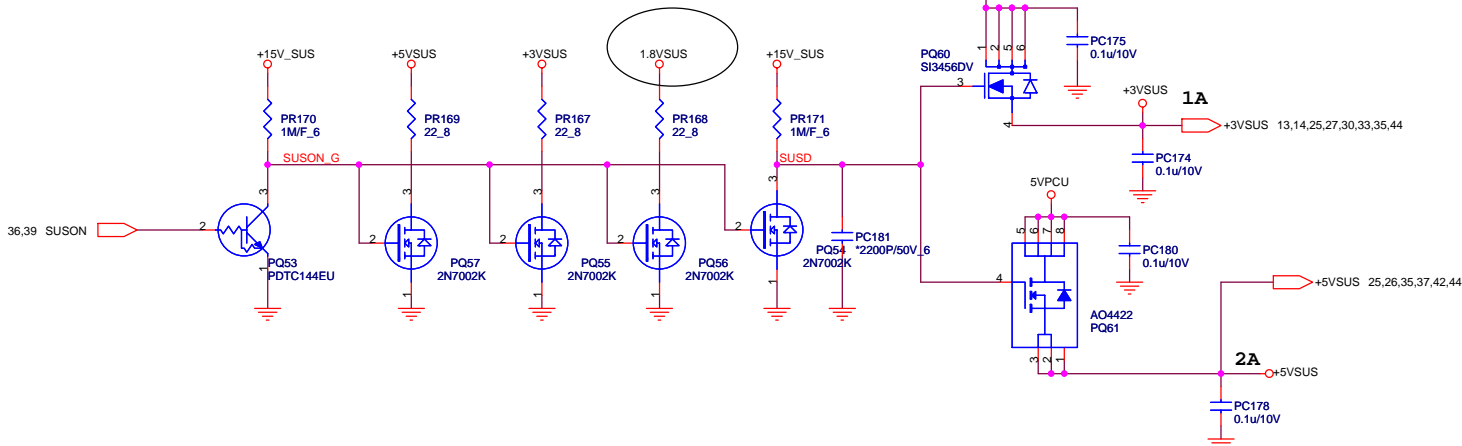 +15V_SUS
+5VSUS
+3VSUS
1.8VSUS
+15V_SUS
PR170
1M/F_6
PR169
22_8
PR167
22_8
PR168
22_8
PR171
1M/F_6
SUSON_G
SUSD
36,39 SUSON
2
3
1
PQ53
PDTC144EU
2
3
1
PQ57
2N7002K
2
3
1
PQ55
2N7002K
2
3
1
PQ56
2N7002K
2
3
1
PQ54
2N7002K
PC181
*2200P/50V_6
PQ60
SI3456DV
1
2
5
6
3
4
PC175
0.1u/10V
+3VSUS
1A
+3VSUS 13,14,25,27,30,33,35,44
PC174
0.1u/10V
5VPCU
5
6
7
8
4
3
2
1
PC180
0.1u/10V
AO4422
PQ61
+5VSUS 25,26,35,37,42,44
2A
+5VSUS
PC178
0.1u/10V